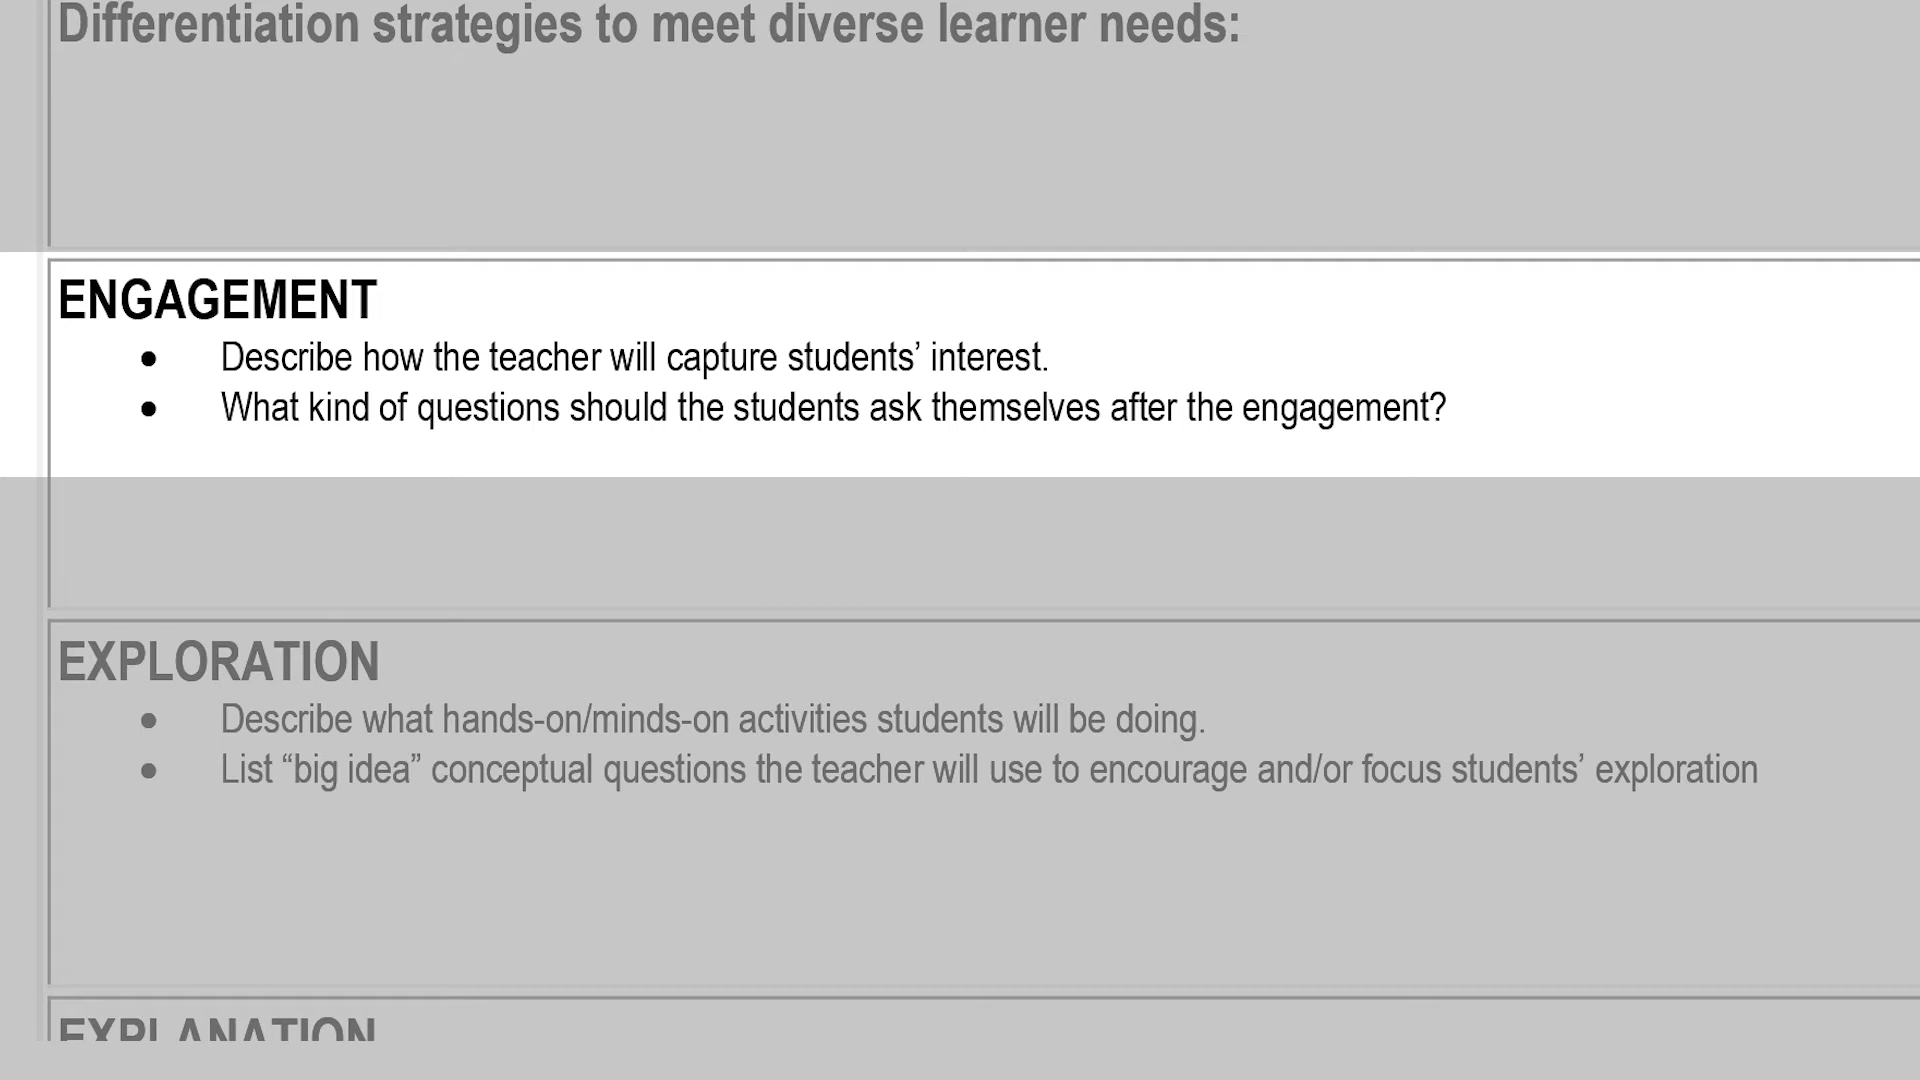 Differentiation strategies to meet diverse learner needs:
ENGAGEMENT
• Describe how the teacher will capture students’ interest.
• What kind of questions should the students ask themselves after the engagement?
EXPLORATION
• Describe what hands-on/minds-on activities students will be doing.
• List “big idea” conceptual questions the teacher will use to encourage and/or focus students’ exploration
EXPLANATION